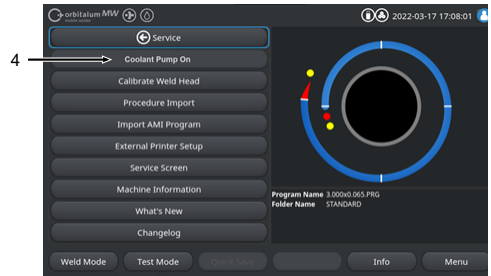 orbitalum MW
mobile welder
2022-03-17 17:08:01
Service
4
Coolant Pump On
Calibrate Weld Head
Procedure Import
Import AMI Program
External Printer Setup
Service Screen
Machine Information
What's New
Changelog
Program Name 3.000x0.065.PRG
Folder Name STANDARD
Weld Mode
Test Mode
Quick Save
Info
Menu